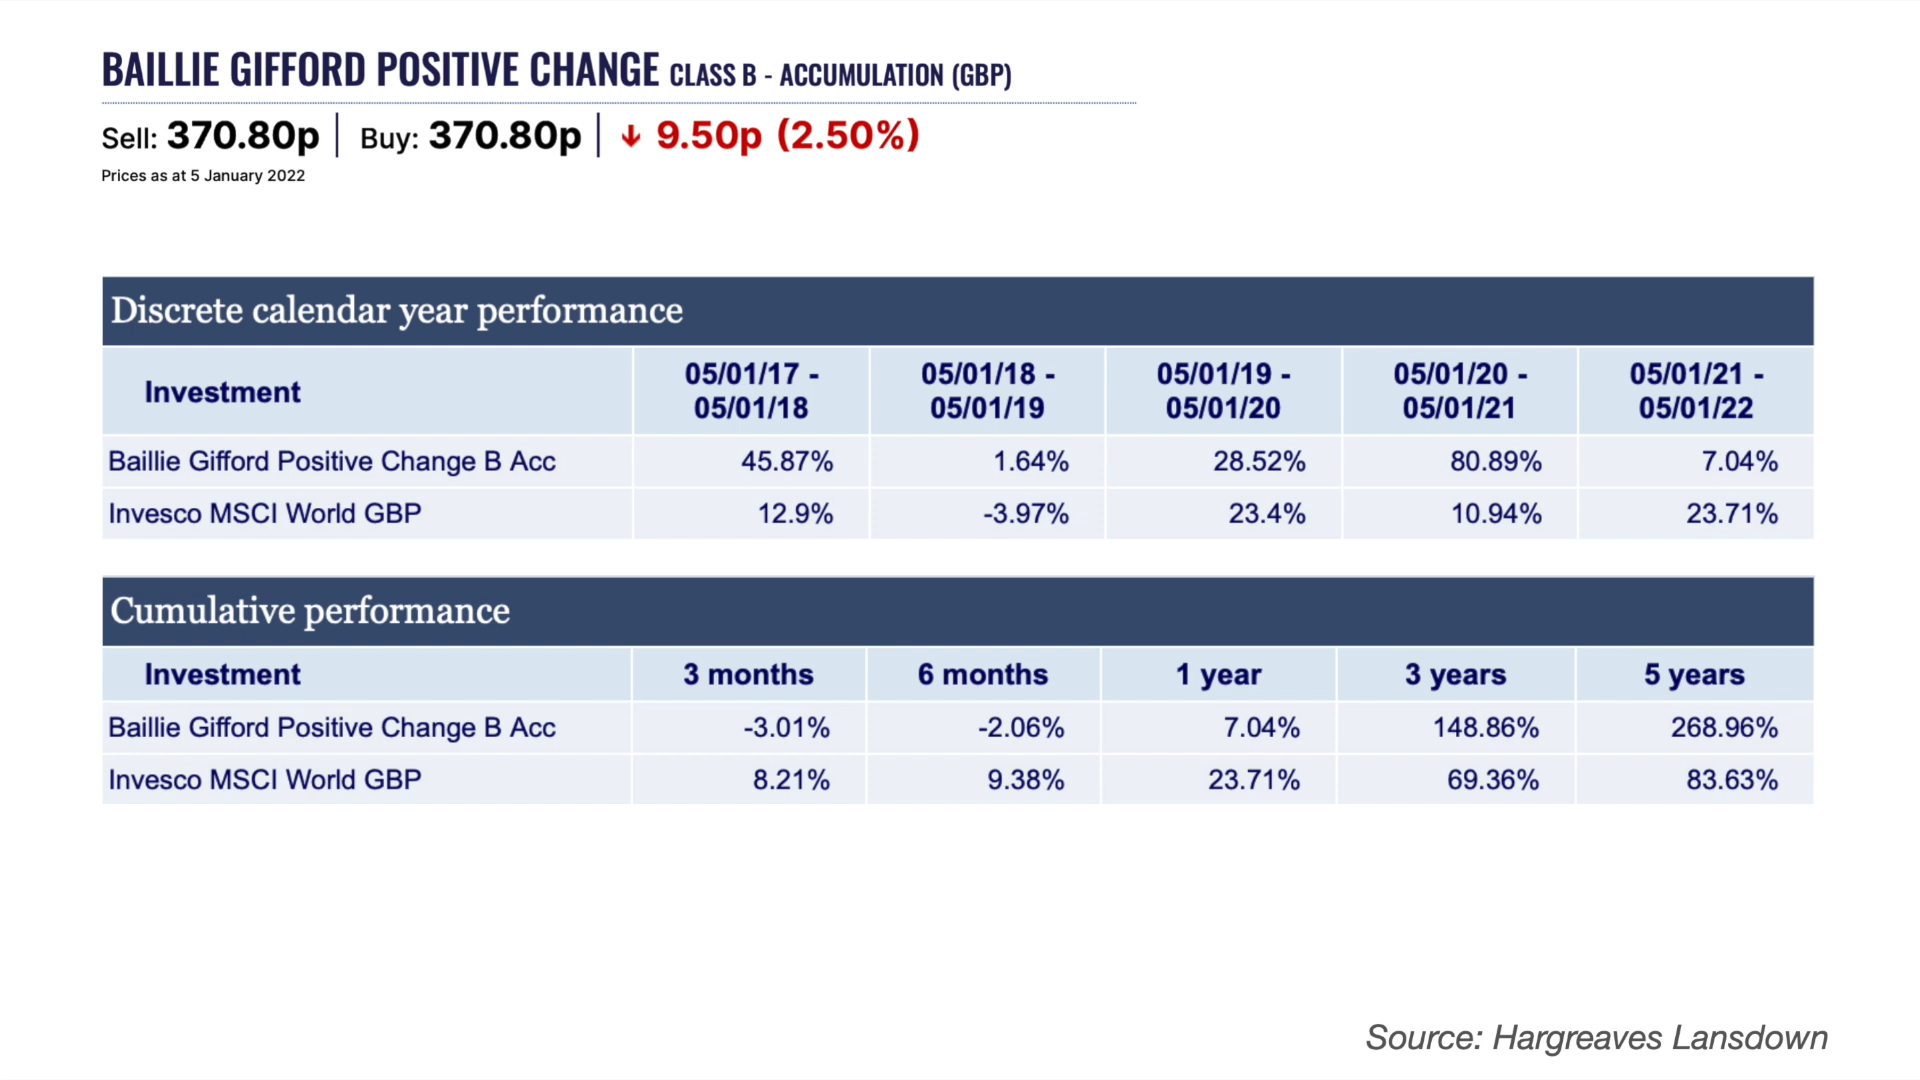 BAILLIE GIFFORD POSITIVE CHANGE CLASS B - ACCUMULATION (GBP)
Sell: 370.80p | Buy: 370.80p | ↓ 9.50p (2.50%)
Prices as at 5 January 2022
Discrete calendar year performance
Investment 05/01/17 - 05/01/18 05/01/18 - 05/01/19 05/01/19 - 05/01/20 05/01/20 - 05/01/21 05/01/21 - 05/01/22
Baillie Gifford Positive Change B Acc 45.87% 1.64% 28.52% 80.89% 7.04%
Invesco MSCI World GBP 12.9% -3.97% 23.4% 10.94% 23.71%
Cumulative performance
Investment 3 months 6 months 1 year 3 years 5 years
Baillie Gifford Positive Change B Acc -3.01% -2.06% 7.04% 148.86% 268.96%
Invesco MSCI World GBP 8.21% 9.38% 23.71% 69.36% 83.63%
Source: Hargreaves Lansdown